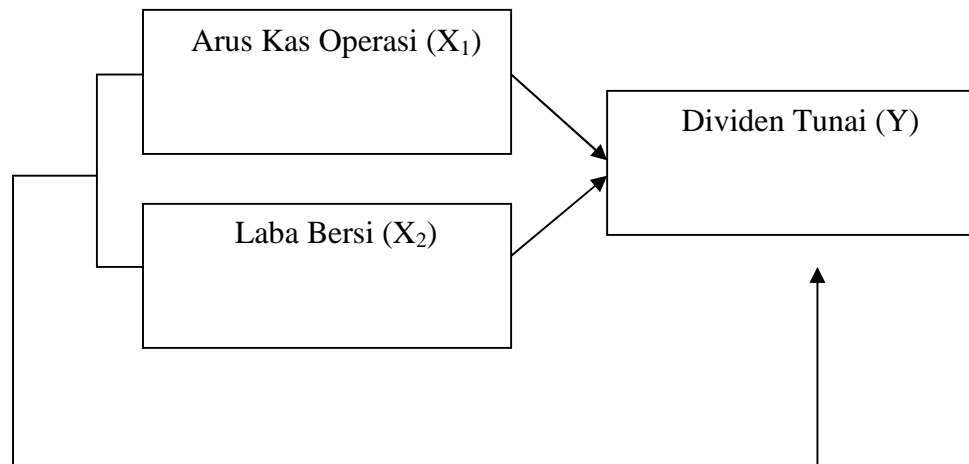 Arus Kas Operasi (X₁)
Dividen Tunai (Y)
Laba Bersi (X₂)